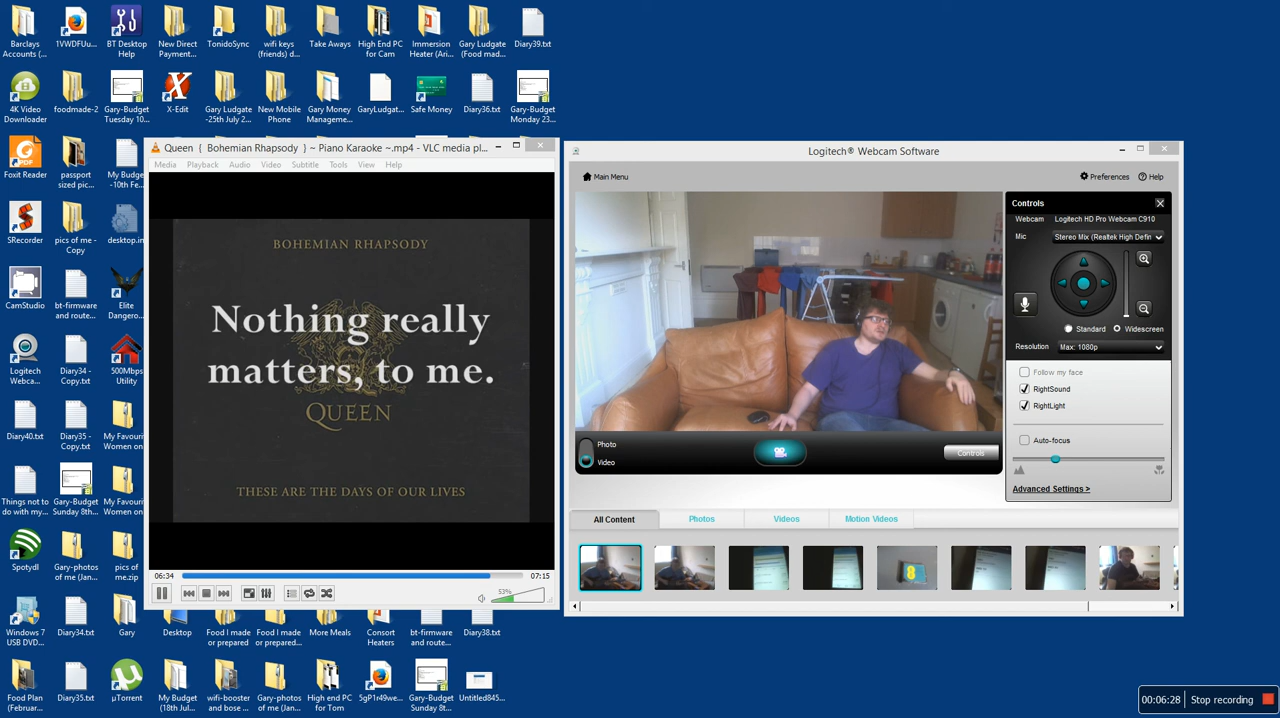 Barclays
Accounts (...
1VWDFUu...
BT Desktop
Help
New Direct
Payment...
TonidoSync
wifi keys
(friends) d...
Take Aways
High End PC
for Cam
Immersion
Heater (Ari...
Gary Ludgate
(Food mad...
Diary39.txt
4K Video
Downloader
foodmade-2
Gary-Budget
Tuesday 10...
X-Edit
Gary Ludgate
-25th July 2...
New Mobile
Phone
Gary Money
Manageme...
GaryLudgat...
Safe Money
Diary36.txt
Gary-Budget
Monday 23...
Foxit Reader
passport
sized pic...
My Budget
-10th Fe...
SRecorder
pics of me -
Copy
desktop.in
CamStudio
bt-firmware
and route...
Elite
Dangero...
Logitech
Webca...
Diary34 -
Copy.txt
500Mbps
Utility
Diary40.txt
Diary35 -
Copy.txt
My Favouri
Women on
Things not to
do with my...
Gary-Budget
Sunday 8th...
My Favouri
Women on
Spotydl
Gary-photos
of me (Jan...
pics of
me.zip
Windows 7
USB DVD...
Diary34.txt
Gary
Desktop
Food I made
or prepared
Food I made
or prepared
More Meals
Consort
Heaters
bt-firmware
and route...
Diary38.txt
Food Plan
(Februar...
Diary35.txt
µTorrent
My Budget
(18th Jul...
wifi-booster
and bose ...
Gary-photos
of me (Jan...
High end PC
for Tom
5gP1r49we...
Gary-Budget
Sunday 8t...
Untitled845...
Queen { Bohemian Rhapsody } ~ Piano Karaoke ~.mp4 - VLC media pl...
Media Playback Audio Video Subtitle Tools View Help
BOHEMIAN RHAPSODY
Nothing really
matters, to me.
QUEEN
THESE ARE THE DAYS OF OUR LIVES
06:34 07:15
53%
Logitech® Webcam Software
Main Menu Preferences Help
Controls
Webcam Logitech HD Pro Webcam C910
Mic Stereo Mix (Realtek High Defin
Standard Widescreen
Resolution Max: 1080p
Follow my face
RightSound
RightLight
Auto-focus
Advanced Settings >
Photo
Video
Controls
All Content Photos Videos Motion Videos
8
00:06:28 Stop recording